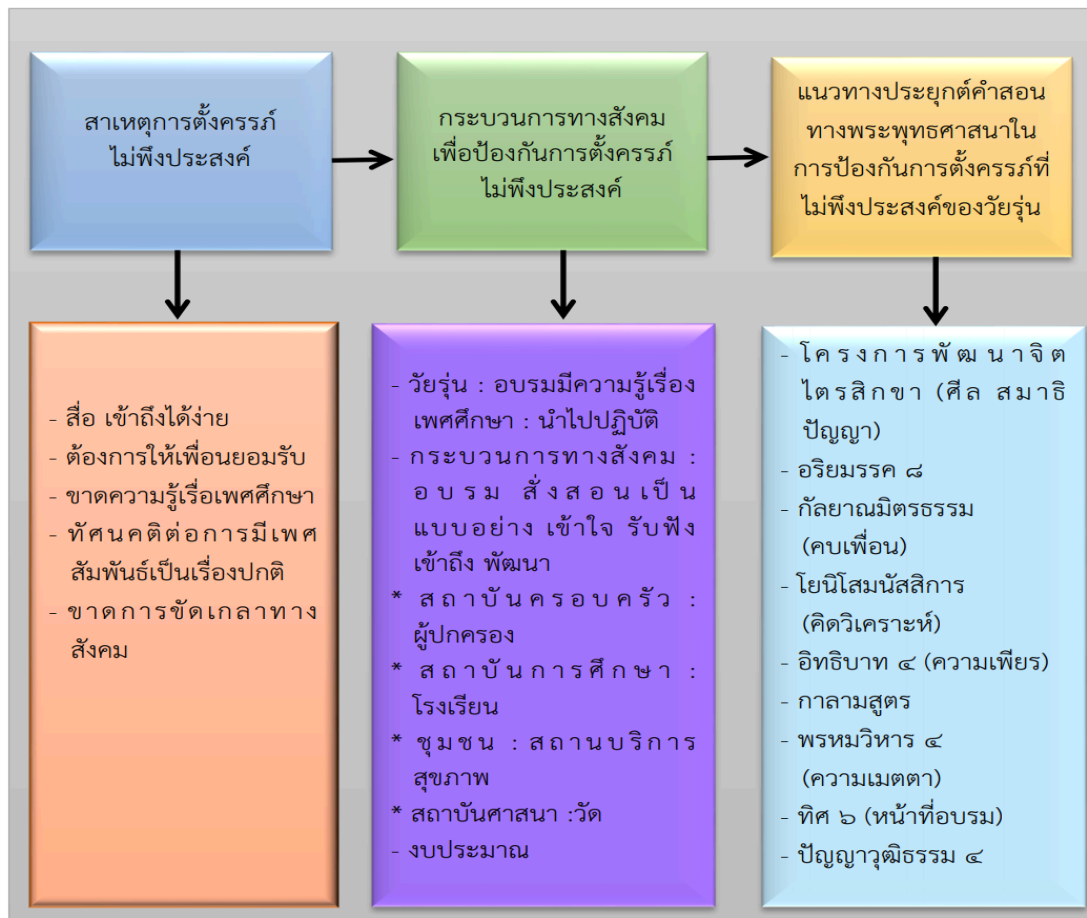 สาเหตุการตั้งครรภ์
ไม่พึงประสงค์
กระบวนการทางสังคม
เพื่อป้องกันการตั้งครรภ์
ไม่พึงประสงค์
แนวทางประยุกต์คำสอน
ทางพระพุทธศาสนาใน
การป้องกันการตั้งครรภ์ที่
ไม่พึงประสงค์ของวัยรุ่น
- สื่อ เข้าถึงได้ง่าย
- ต้องการให้เพื่อนยอมรับ
- ขาดความรู้เรื่อเพศศึกษา
- ทัศนคติต่อการมีเพศ
สัมพันธ์เป็นเรื่องปกติ
- ขาดการขัดเกลาทาง
สังคม
- วัยรุ่น : อบรมมีความรู้เรื่อง
เพศศึกษา : นำไปปฏิบัติ
- กระบวนการทางสังคม :
อบรม สั่งสอนเป็น
แบบอย่าง เข้าใจ รับฟัง
เข้าถึง พัฒนา
* สถาบันครอบครัว :
ผู้ปกครอง
* สถาบันการศึกษา :
โรงเรียน
* ชุมชน : สถานบริการ
สุขภาพ
* สถาบันศาสนา :วัด
- งบประมาณ
- โครงการพัฒนาจิต
ไตรสิกขา (ศีล สมาธิ
ปัญญา)
- อริยมรรค ๘
- กัลยาณมิตรธรรม
(คบเพื่อน)
- โยนิโสมนัสสิการ
(คิดวิเคราะห์)
- อิทธิบาท ๔ (ความเพียร)
- กาลามสูตร
- พรหมวิหาร ๔
(ความเมตตา)
- ทิศ ๖ (หน้าที่อบรม)
- ปัญญาวุฒิธรรม ๔